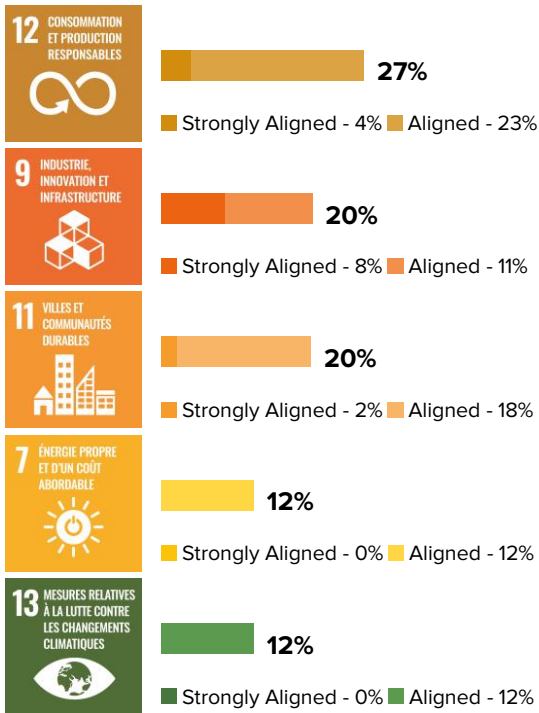 12 CONSOMMATION
ET PRODUCTION
RESPONSABLES
27%
Strongly Aligned - 4% Aligned - 23%
9 INDUSTRIE,
INNOVATION ET
INFRASTRUCTURE
20%
Strongly Aligned - 8% Aligned - 11%
11 VILLES ET
COMMUNAUTÉS
DURABLES
20%
Strongly Aligned - 2% Aligned - 18%
7 ÉNERGIE PROPRE
ET D'UN COÛT
ABORDABLE
12%
Strongly Aligned - 0% Aligned - 12%
13 MESURES RELATIVES
À LA LUTTE CONTRE
LES CHANGEMENTS
CLIMATIQUES
12%
Strongly Aligned - 0% Aligned - 12%